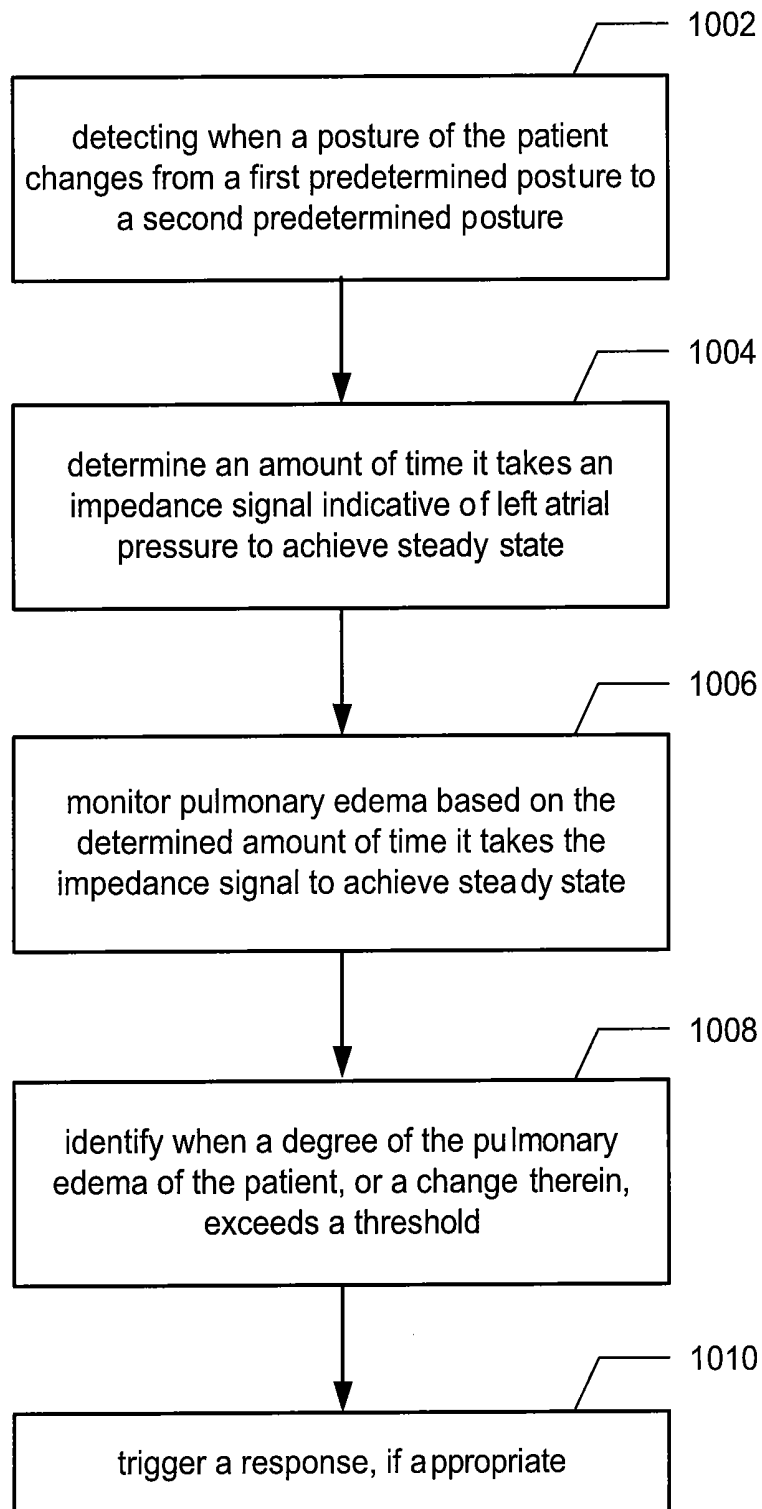 1002
detecting when a posture of the patient
changes from a first predetermined posture to
a second predetermined posture
1004
determine an amount of time it takes an
impedance signal indicative of left atrial
pressure to achieve steady state
1006
monitor pulmonary edema based on the
determined amount of time it takes the
impedance signal to achieve steady state
1008
identify when a degree of the pulmonary
edema of the patient, or a change therein,
exceeds a threshold
1010
trigger a response, if appropriate